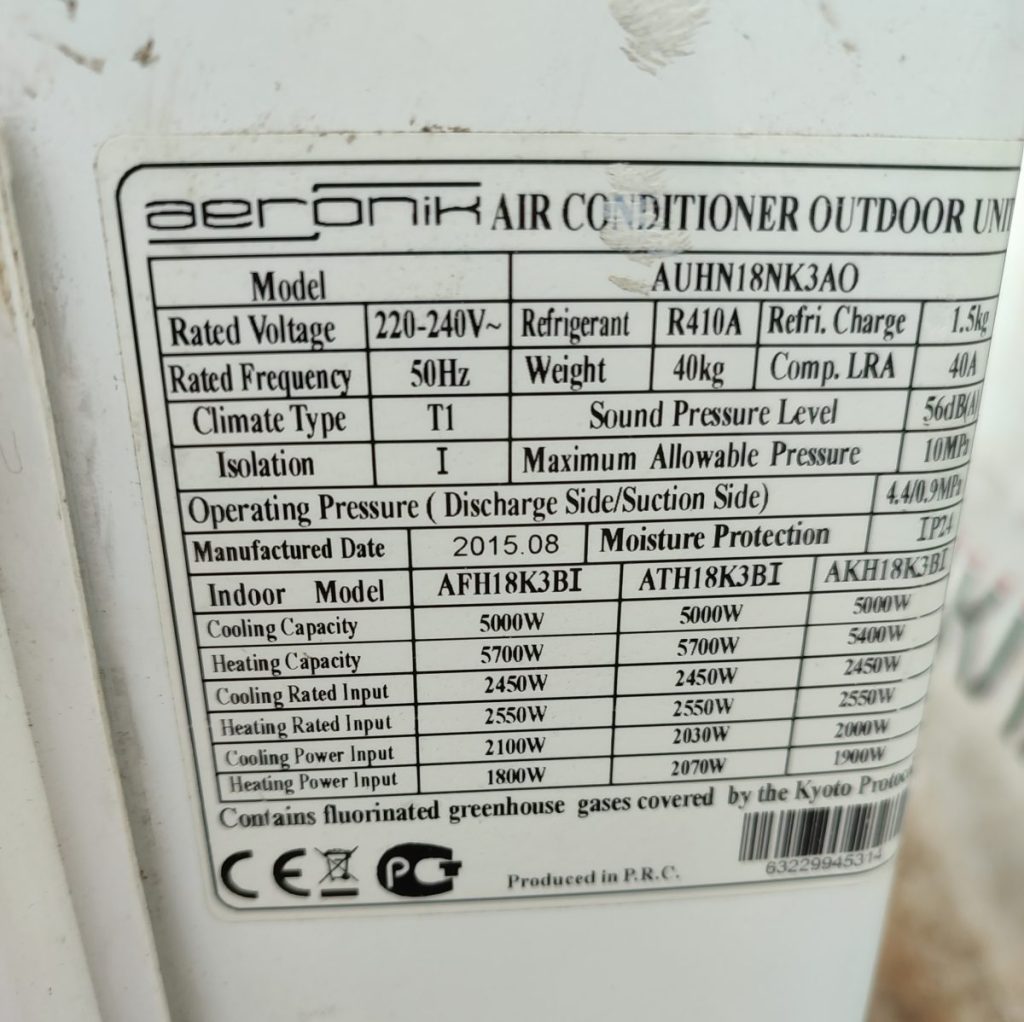 aeronik AIR CONDITIONER OUTDOOR UNI
Model AUHN18NK3AO
Rated Voltage 220-240V~ Refrigerant R410A Refri. Charge 1.5kg
Rated Frequency 50Hz Weight 40kg Comp. LRA 40A
Climate Type T1 Sound Pressure Level 56dB(A)
Isolation I Maximum Allowable Pressure 10MPa
Operating Pressure ( Discharge Side/Suction Side) 4.4/0.9MPa
Manufactured Date 2015.08 Moisture Protection IP24
Indoor Model AFH18K3BI ATH18K3BI AKH18K3BI
Cooling Capacity 5000W 5000W 5000W
Heating Capacity 5700W 5700W 5400W
Cooling Rated Input 2450W 2450W 2450W
Heating Rated Input 2550W 2550W 2550W
Cooling Power Input 2100W 2030W 2000W
Heating Power Input 1800W 2070W 1900W
Contains fluorinated greenhouse gases covered by the Kyoto Protoc
CE PCT Produced in P.R.C. 63229945314